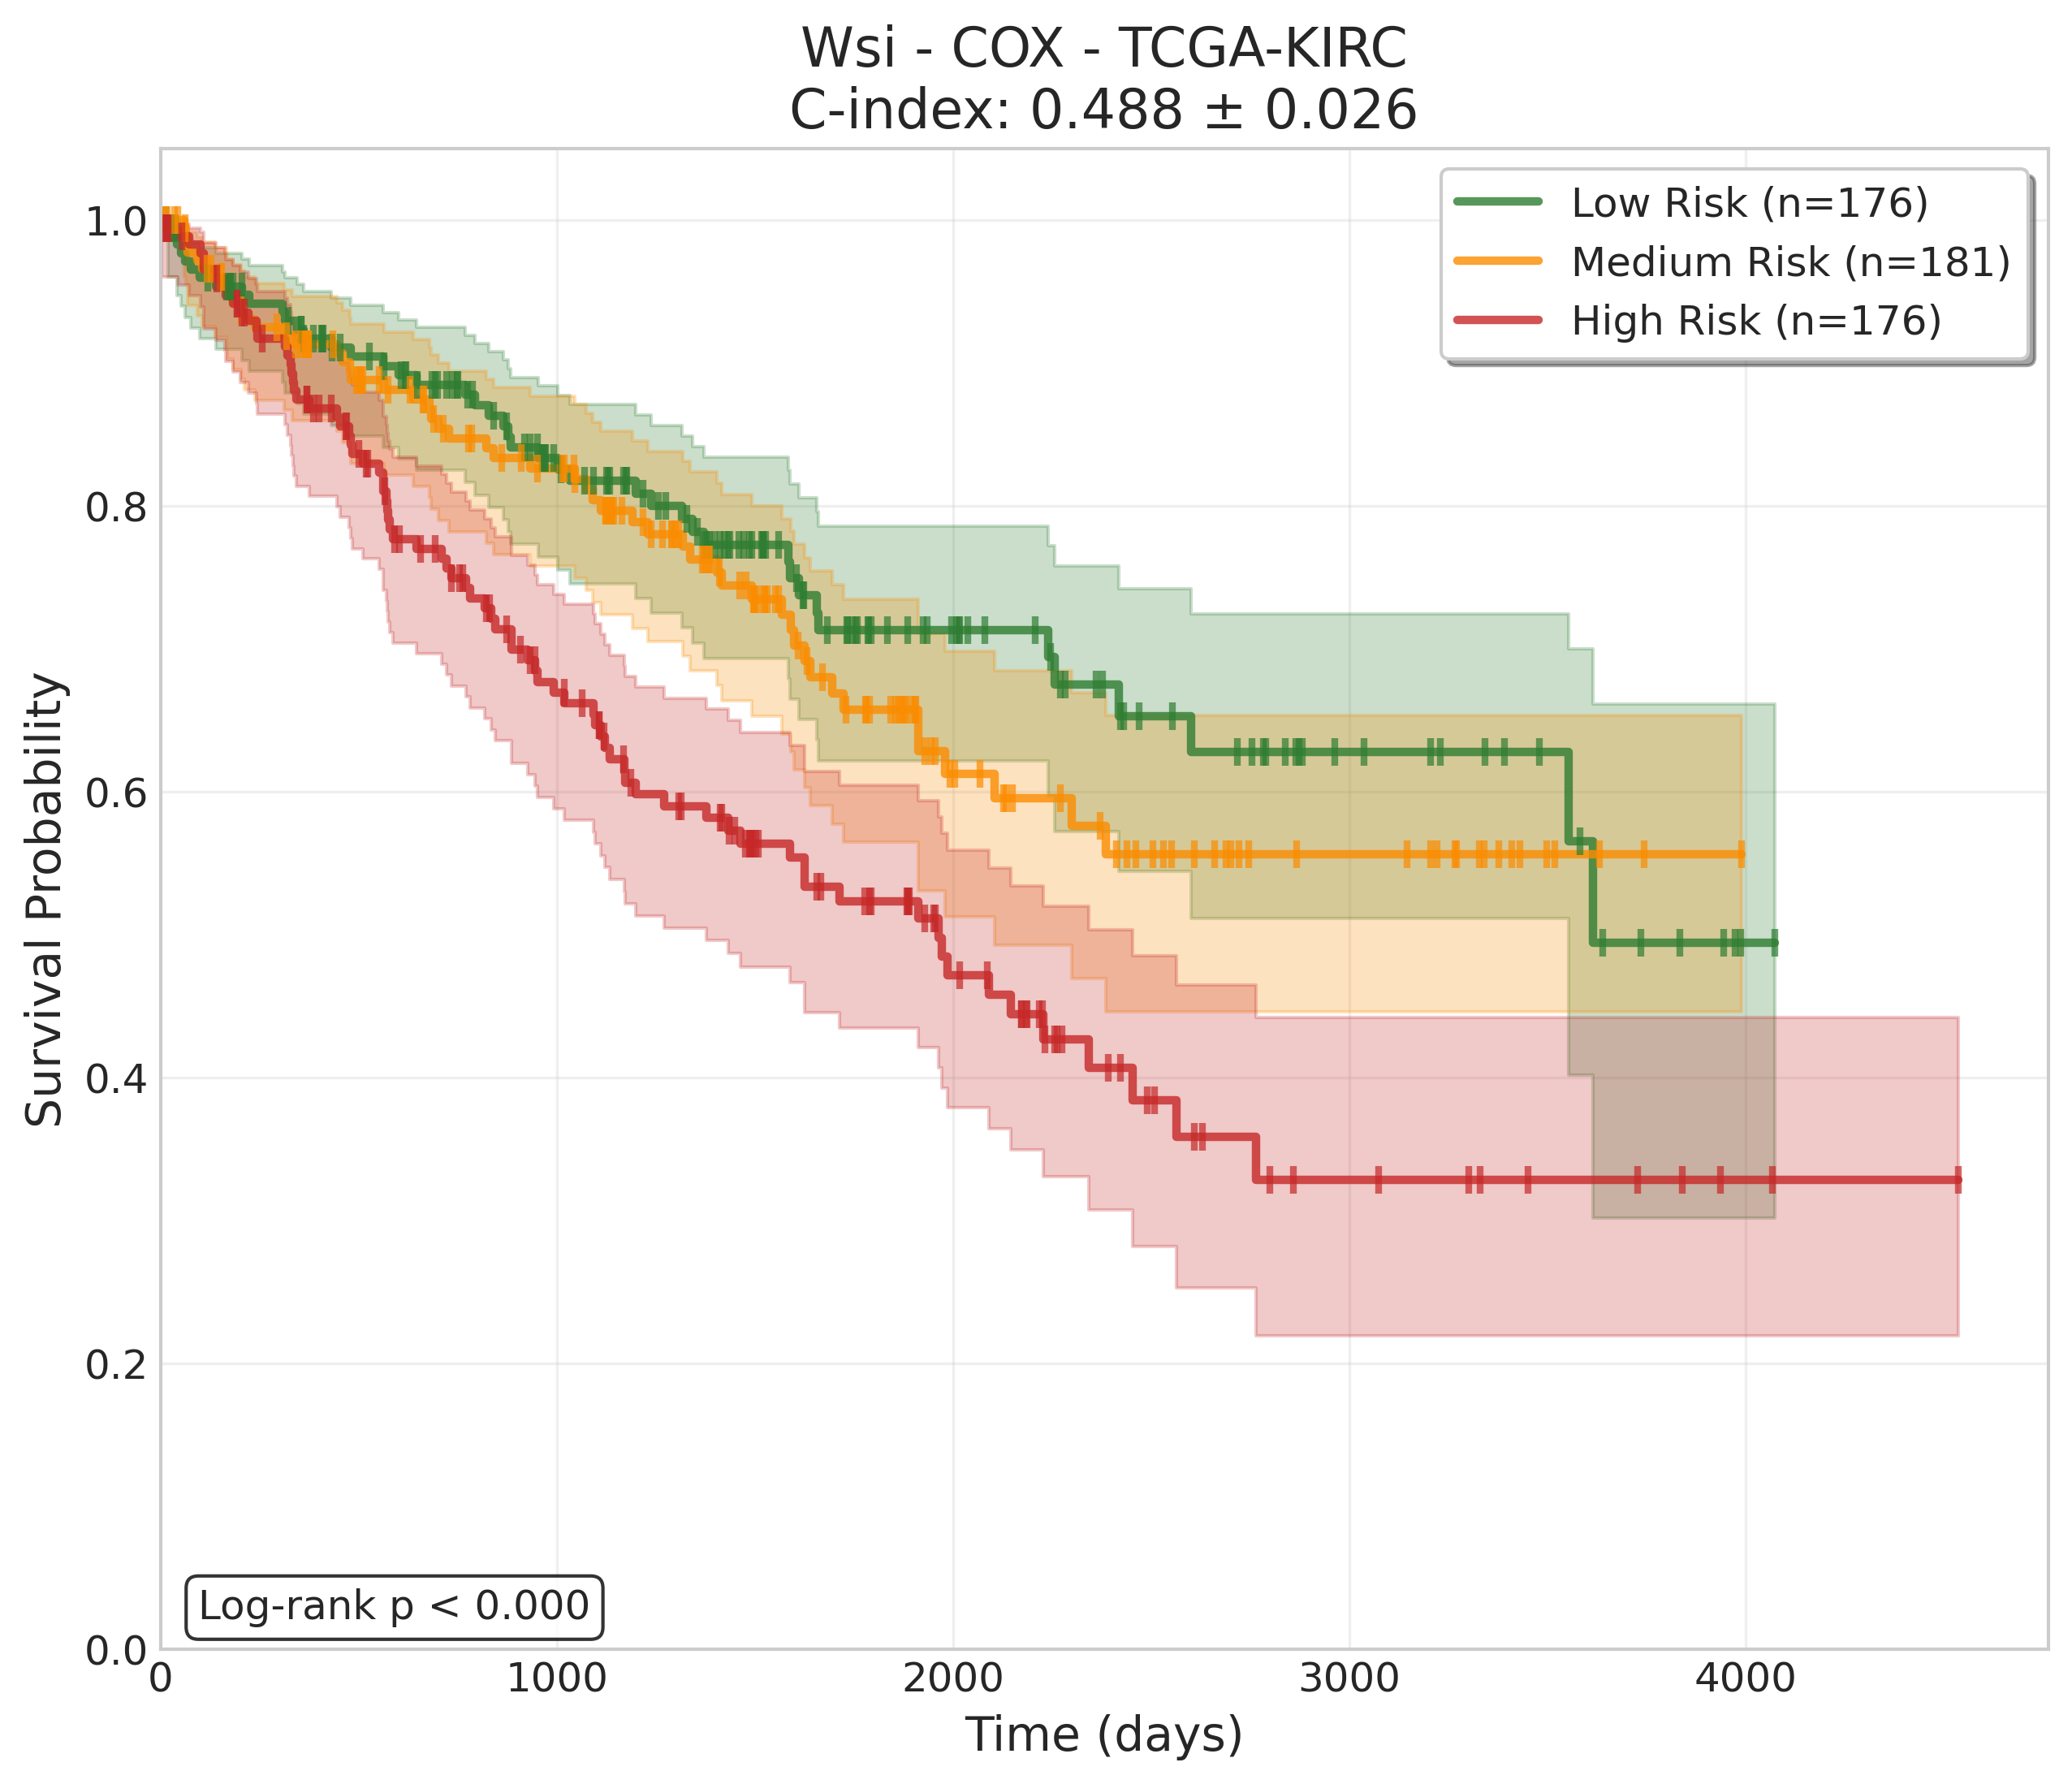 Wsi - COX - TCGA-KIRC
C-index: 0.488 ± 0.026
Low Risk (n=176)
Medium Risk (n=181)
High Risk (n=176)
Survival Probability
1.0
0.8
0.6
0.4
0.2
0.0
Log-rank p < 0.000
0 1000 2000 3000 4000
Time (days)